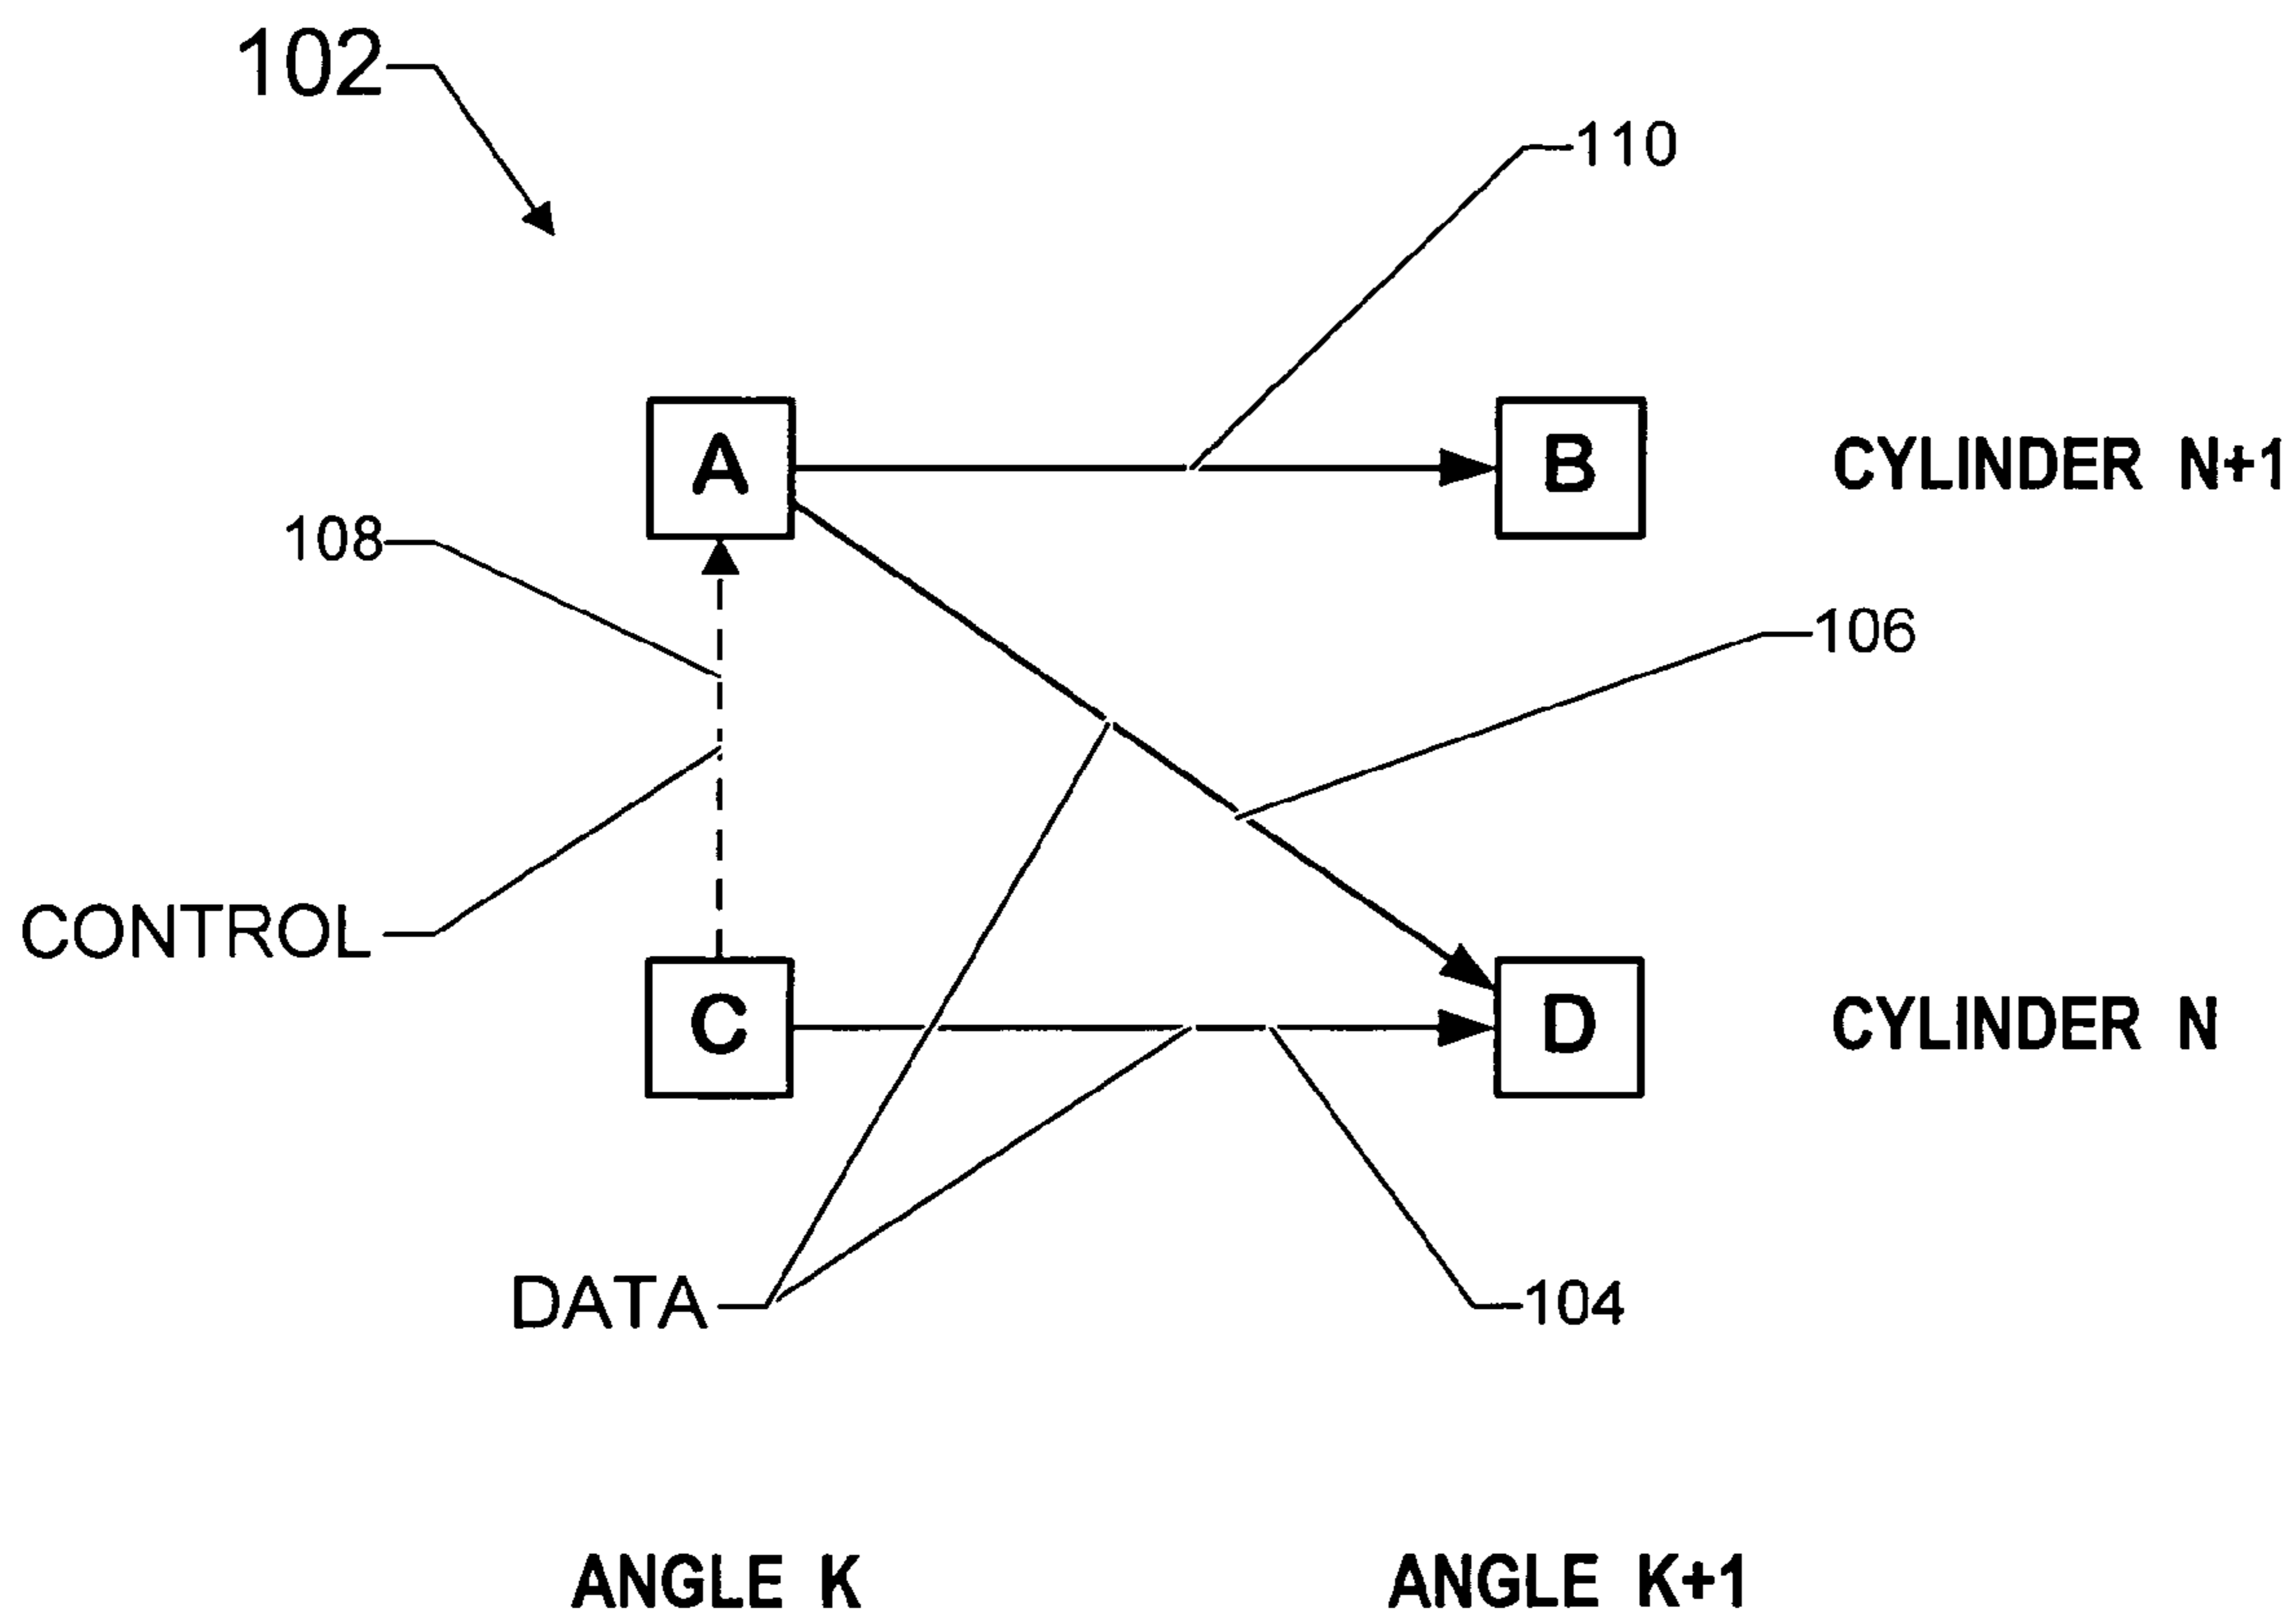 102
110
A
B
CYLINDER N+1
108
106
CONTROL
C
D
CYLINDER N
DATA
104
ANGLE K
ANGLE K+1